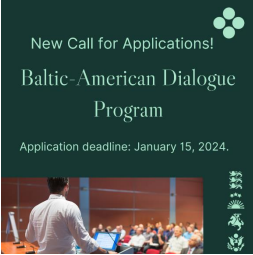 New Call for Applications!
Baltic-American Dialogue
Program
Application deadline: January 15, 2024.